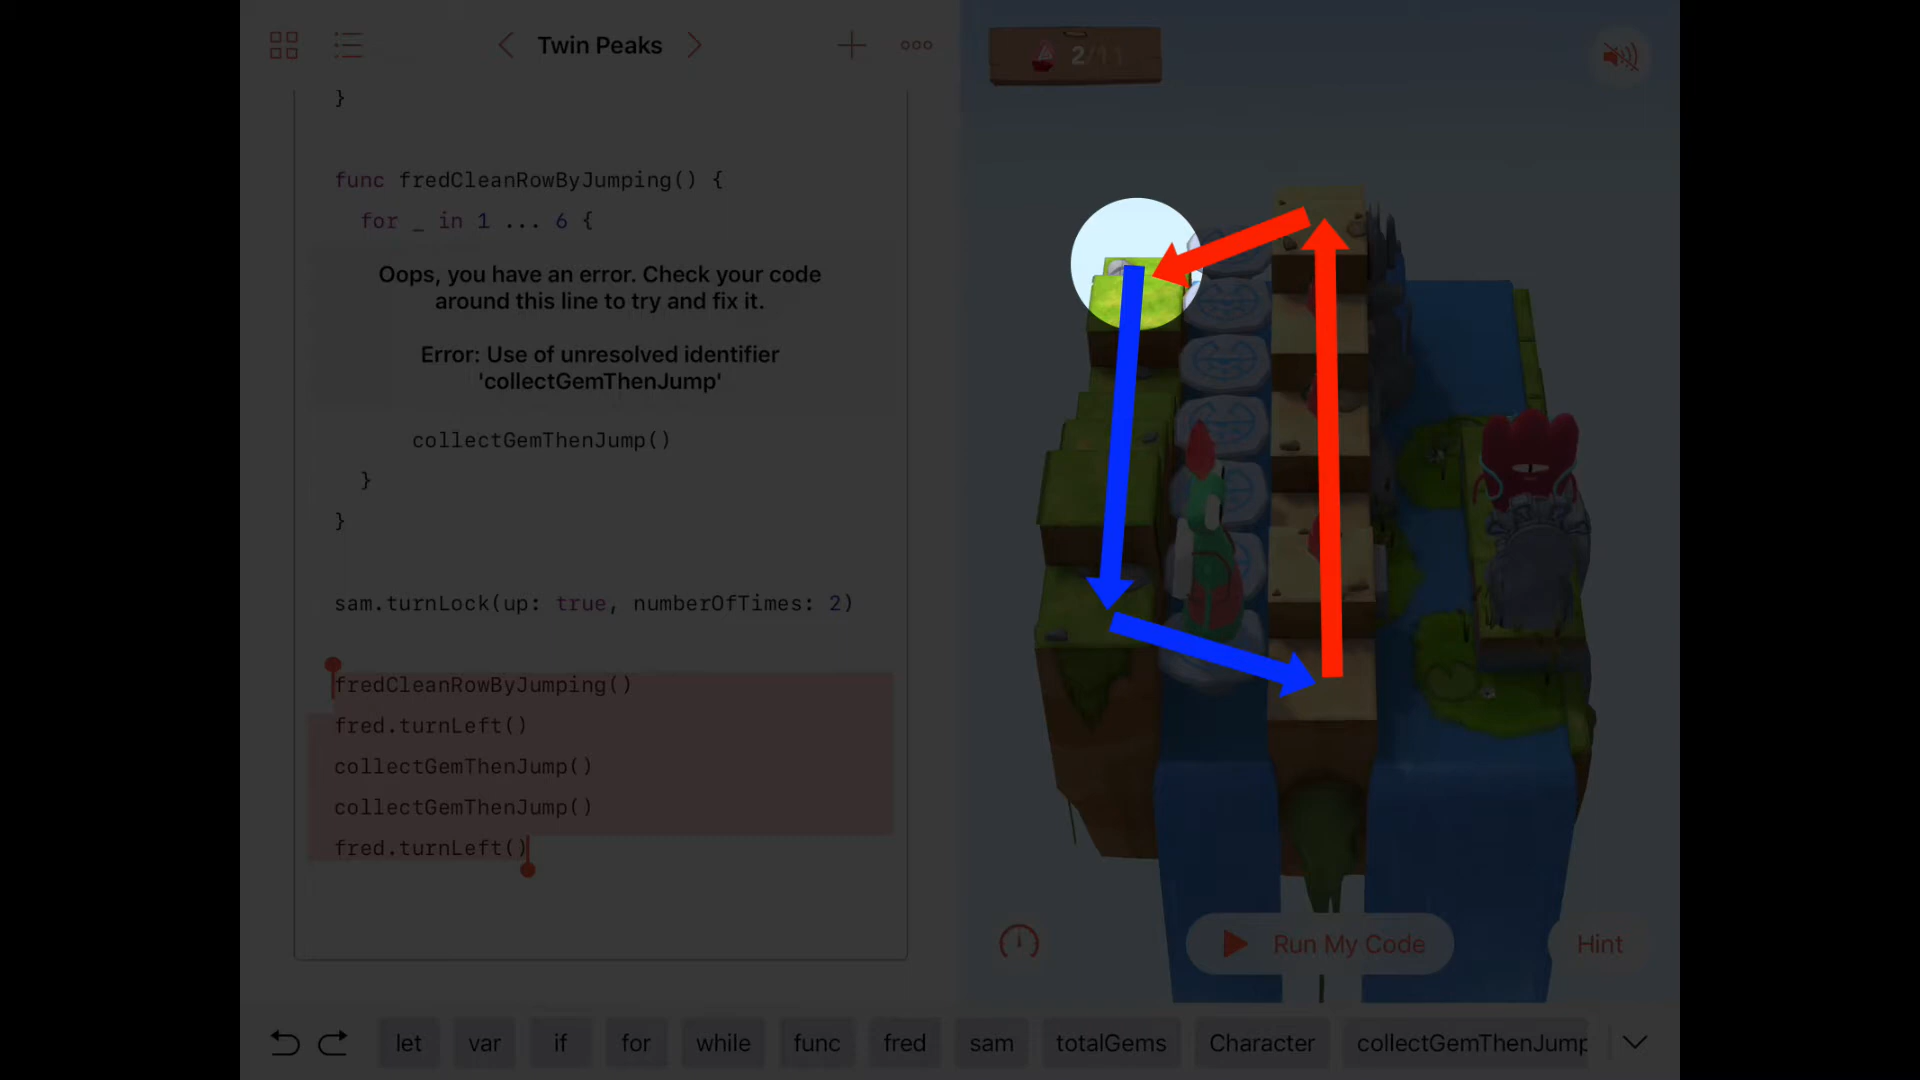 Twin Peaks
2/11
}
func fredCleanRowByJumping() {
for _ in 1 ... 6 {
Oops, you have an error. Check your code
around this line to try and fix it.
Error: Use of unresolved identifier
'collectGemThenJump'
collectGemThenJump()
}
}
sam.turnLock(up: true, numberOfTimes: 2)
fredCleanRowByJumping()
fred.turnLeft()
collectGemThenJump()
collectGemThenJump()
fred.turnLeft()
Run My Code
Hint
let var if for while func fred sam totalGems Character collectGemThenJump